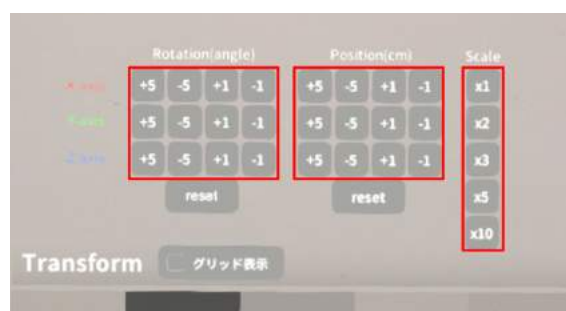 Rotation(angle) Position(cm) Scale
X axis +5 -5 +1 -1 +5 -5 +1 -1 x1
Y axis +5 -5 +1 -1 +5 -5 +1 -1 x2
Z axis +5 -5 +1 -1 +5 -5 +1 -1 x3
reset reset x5
x10
Transform グリッド表示